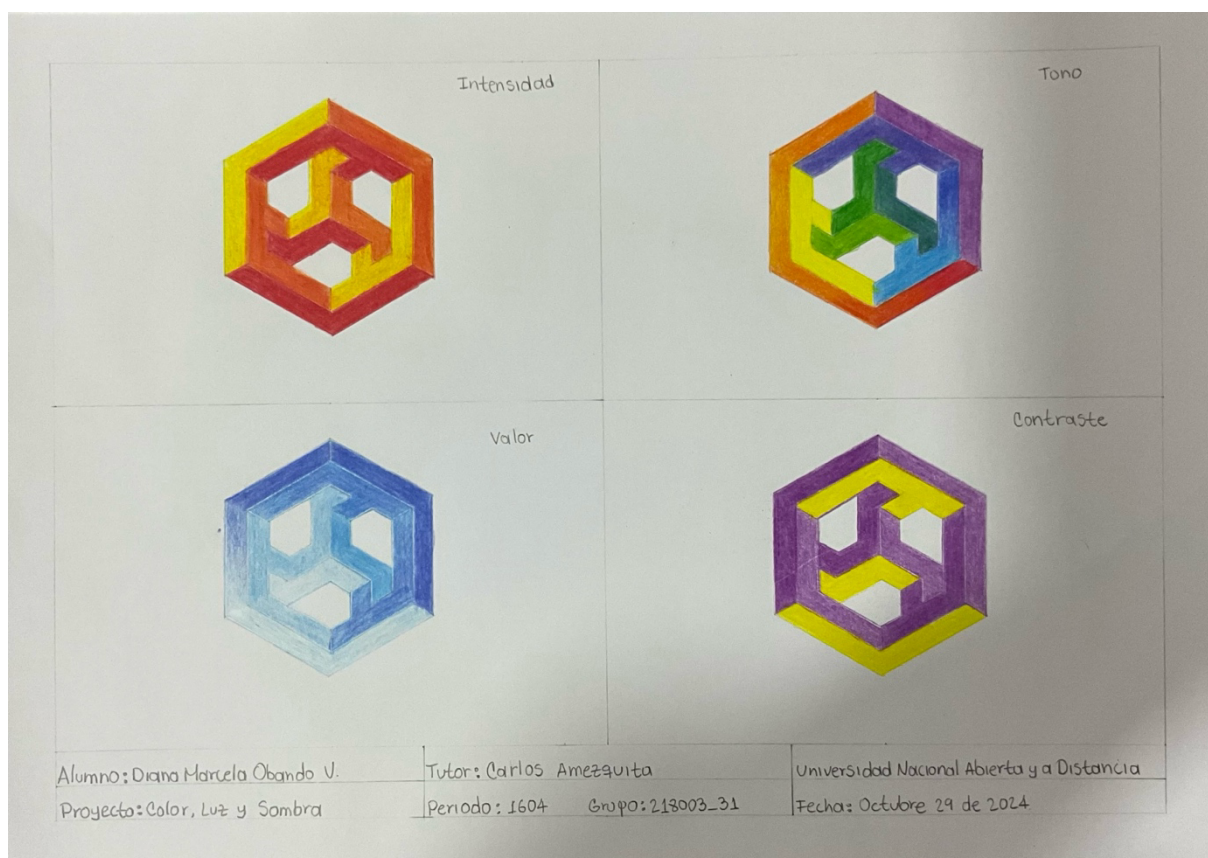 Intensidad
Tono
Valor
Contraste
Alumno: Diana Marcela Obando V.
Tutor: Carlos Amezquita
Universidad Nacional Abierta y a Distancia
Proyecto: Color, Luz y Sombra
Periodo: 1604 Grupo: 218003_31
Fecha: Octubre 29 de 2024